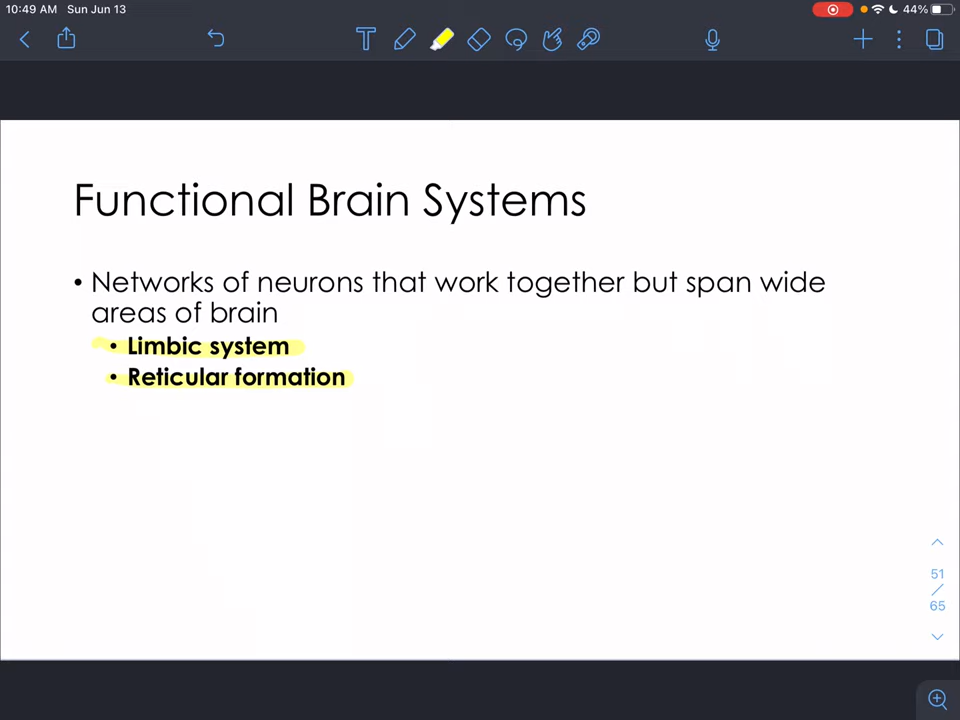 10:49 AM Sun Jun 13
44%
Functional Brain Systems
• Networks of neurons that work together but span wide
areas of brain
• Limbic system
• Reticular formation
51
/
65